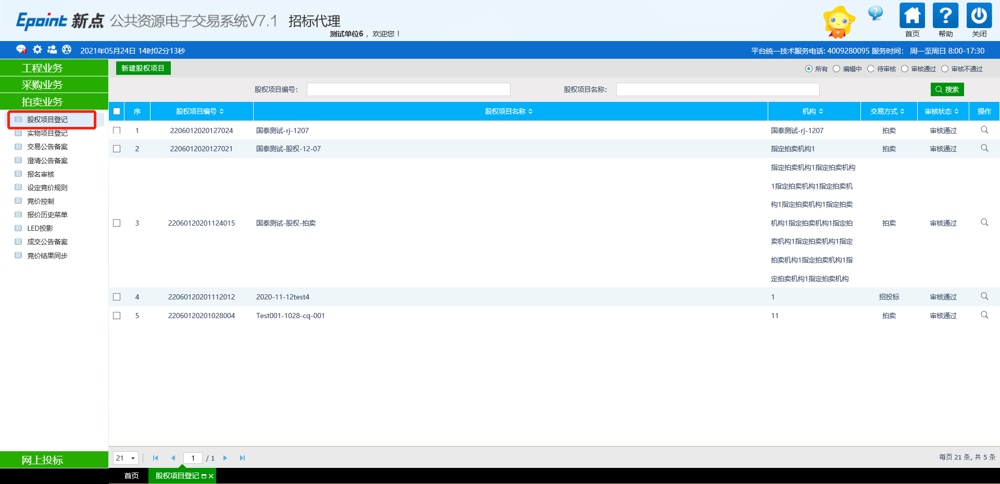 Epoint 新点 公共资源电子交易系统V7.1 招标代理
测试单位6 ，欢迎您！
首页 帮助 关闭
2021年05月24日 14时02分13秒
平台统一技术服务电话: 4009280095 服务时间： 周一至周日 8:00-17:30
工程业务
采购业务
拍卖业务
股权项目登记
实物项目登记
交易公告备案
澄清公告备案
报名审核
设定竞价规则
竞价控制
报价历史菜单
LED投影
成交公告备案
竞价结果同步
网上投标
新建股权项目
所有 编辑中 待审核 审核通过 审核不通过
股权项目编号: 股权项目名称: 搜索
序 股权项目编号 股权项目名称 机构 交易方式 审核状态 操作
1 2206012020127024 国泰测试-rj-1207 国泰测试-rj-1207 拍卖 审核通过
2 2206012020127021 国泰测试-股权-12-07 指定拍卖机构1 拍卖 审核通过
指定拍卖机构1指定拍卖机构
1指定拍卖机构1指定拍卖机
构1指定拍卖机构1指定拍卖
3 22060120201124015 国泰测试-股权-拍卖 机构1指定拍卖机构1指定拍 拍卖 审核通过
卖机构1指定拍卖机构1指定
拍卖机构1指定拍卖机构1指
定拍卖机构1指定拍卖机构
4 22060120201112012 2020-11-12test4 1 招投标 审核通过
5 22060120201028004 Test001-1028-cq-001 11 拍卖 审核通过
21 1 / 1
每页 21 条, 共 5 条
首页 股权项目登记